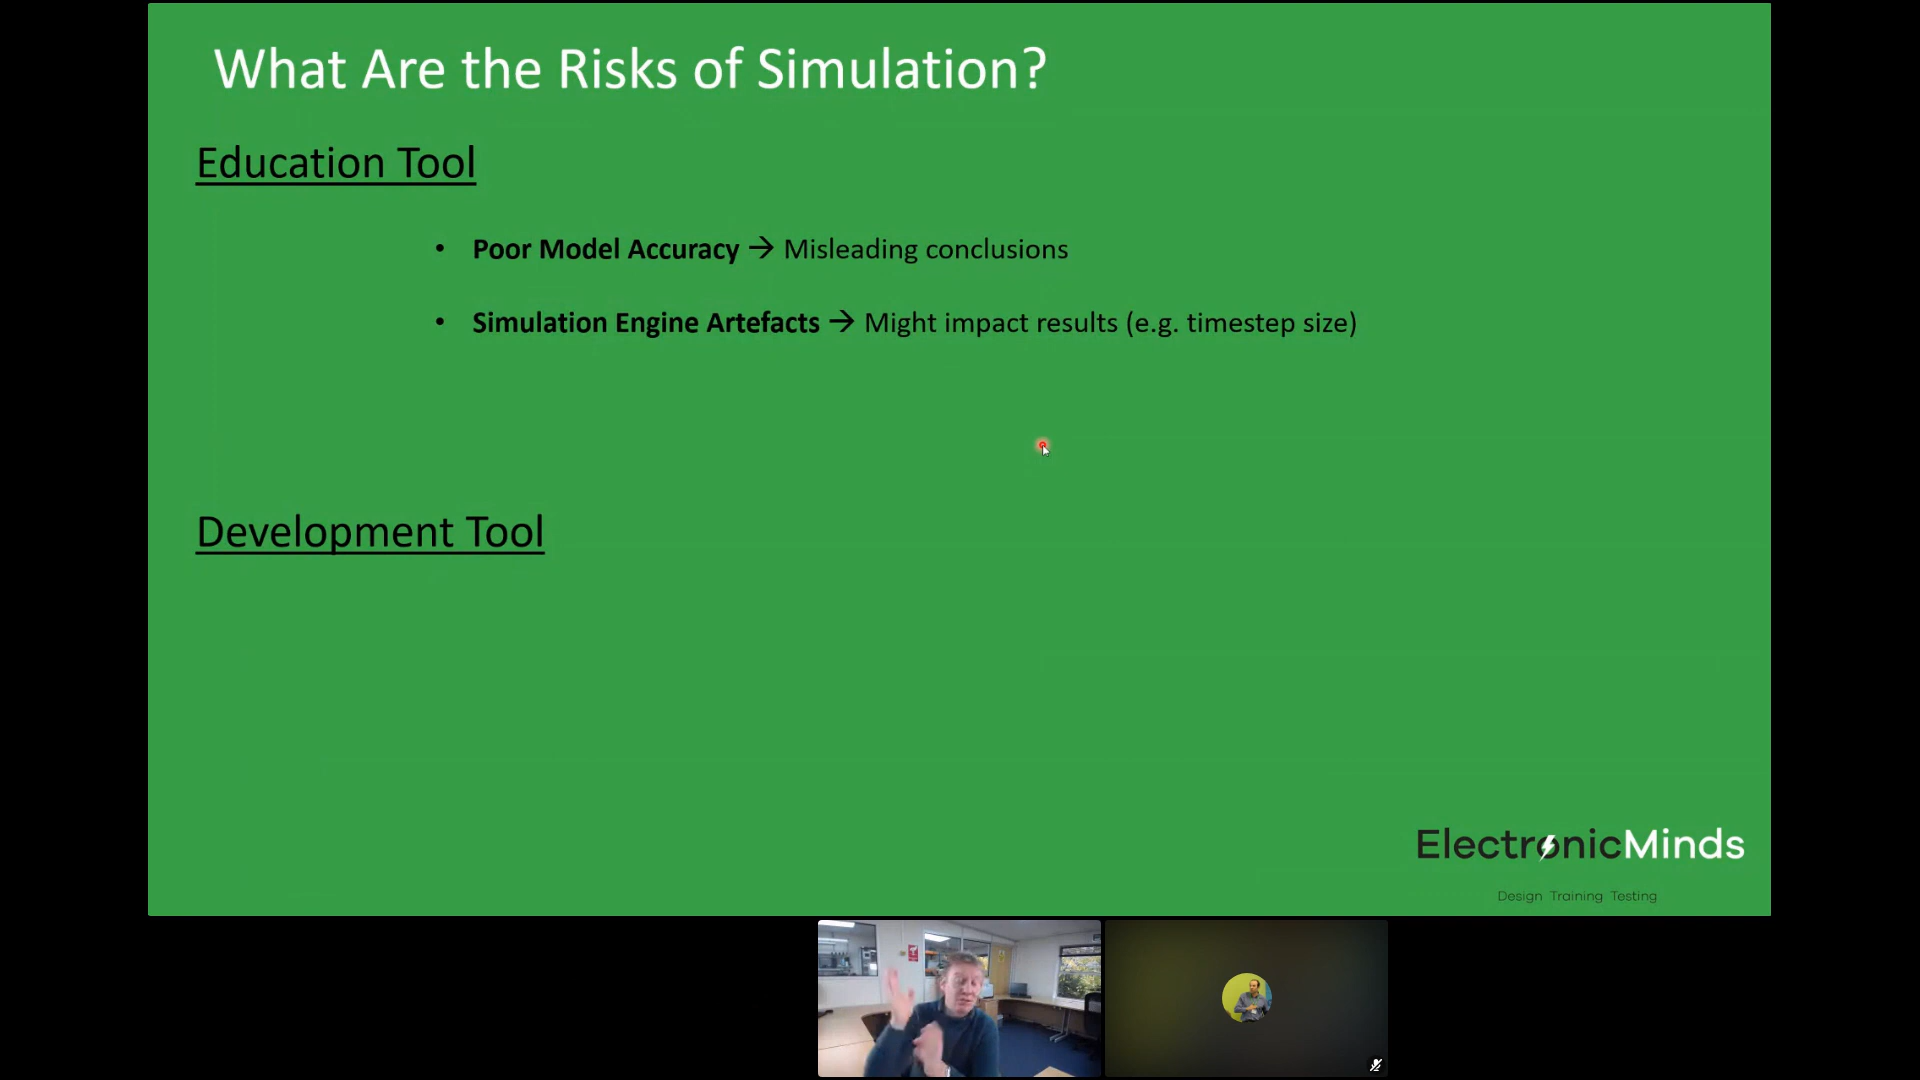 What Are the Risks of Simulation?
Education Tool
• Poor Model Accuracy → Misleading conclusions
• Simulation Engine Artefacts → Might impact results (e.g. timestep size)
Development Tool
ElectronicMinds
Design Training Testing